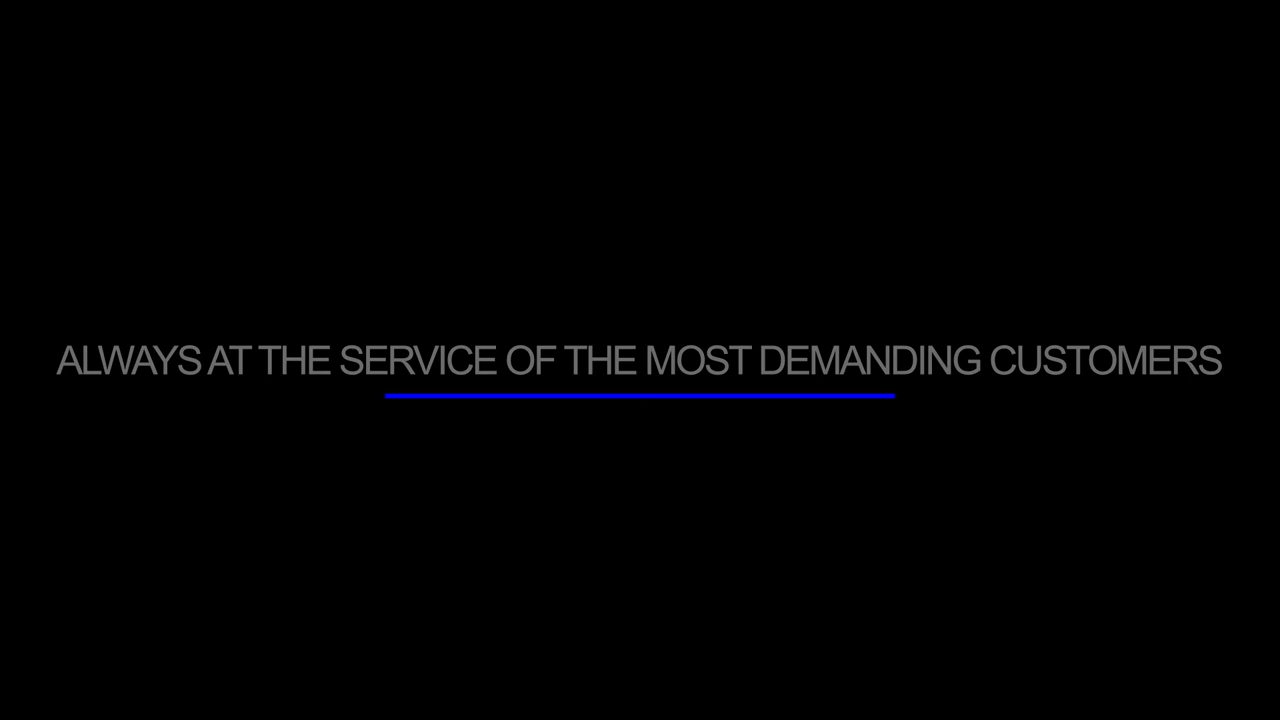 ALWAYS AT THE SERVICE OF THE MOST DEMANDING CUSTOMERS